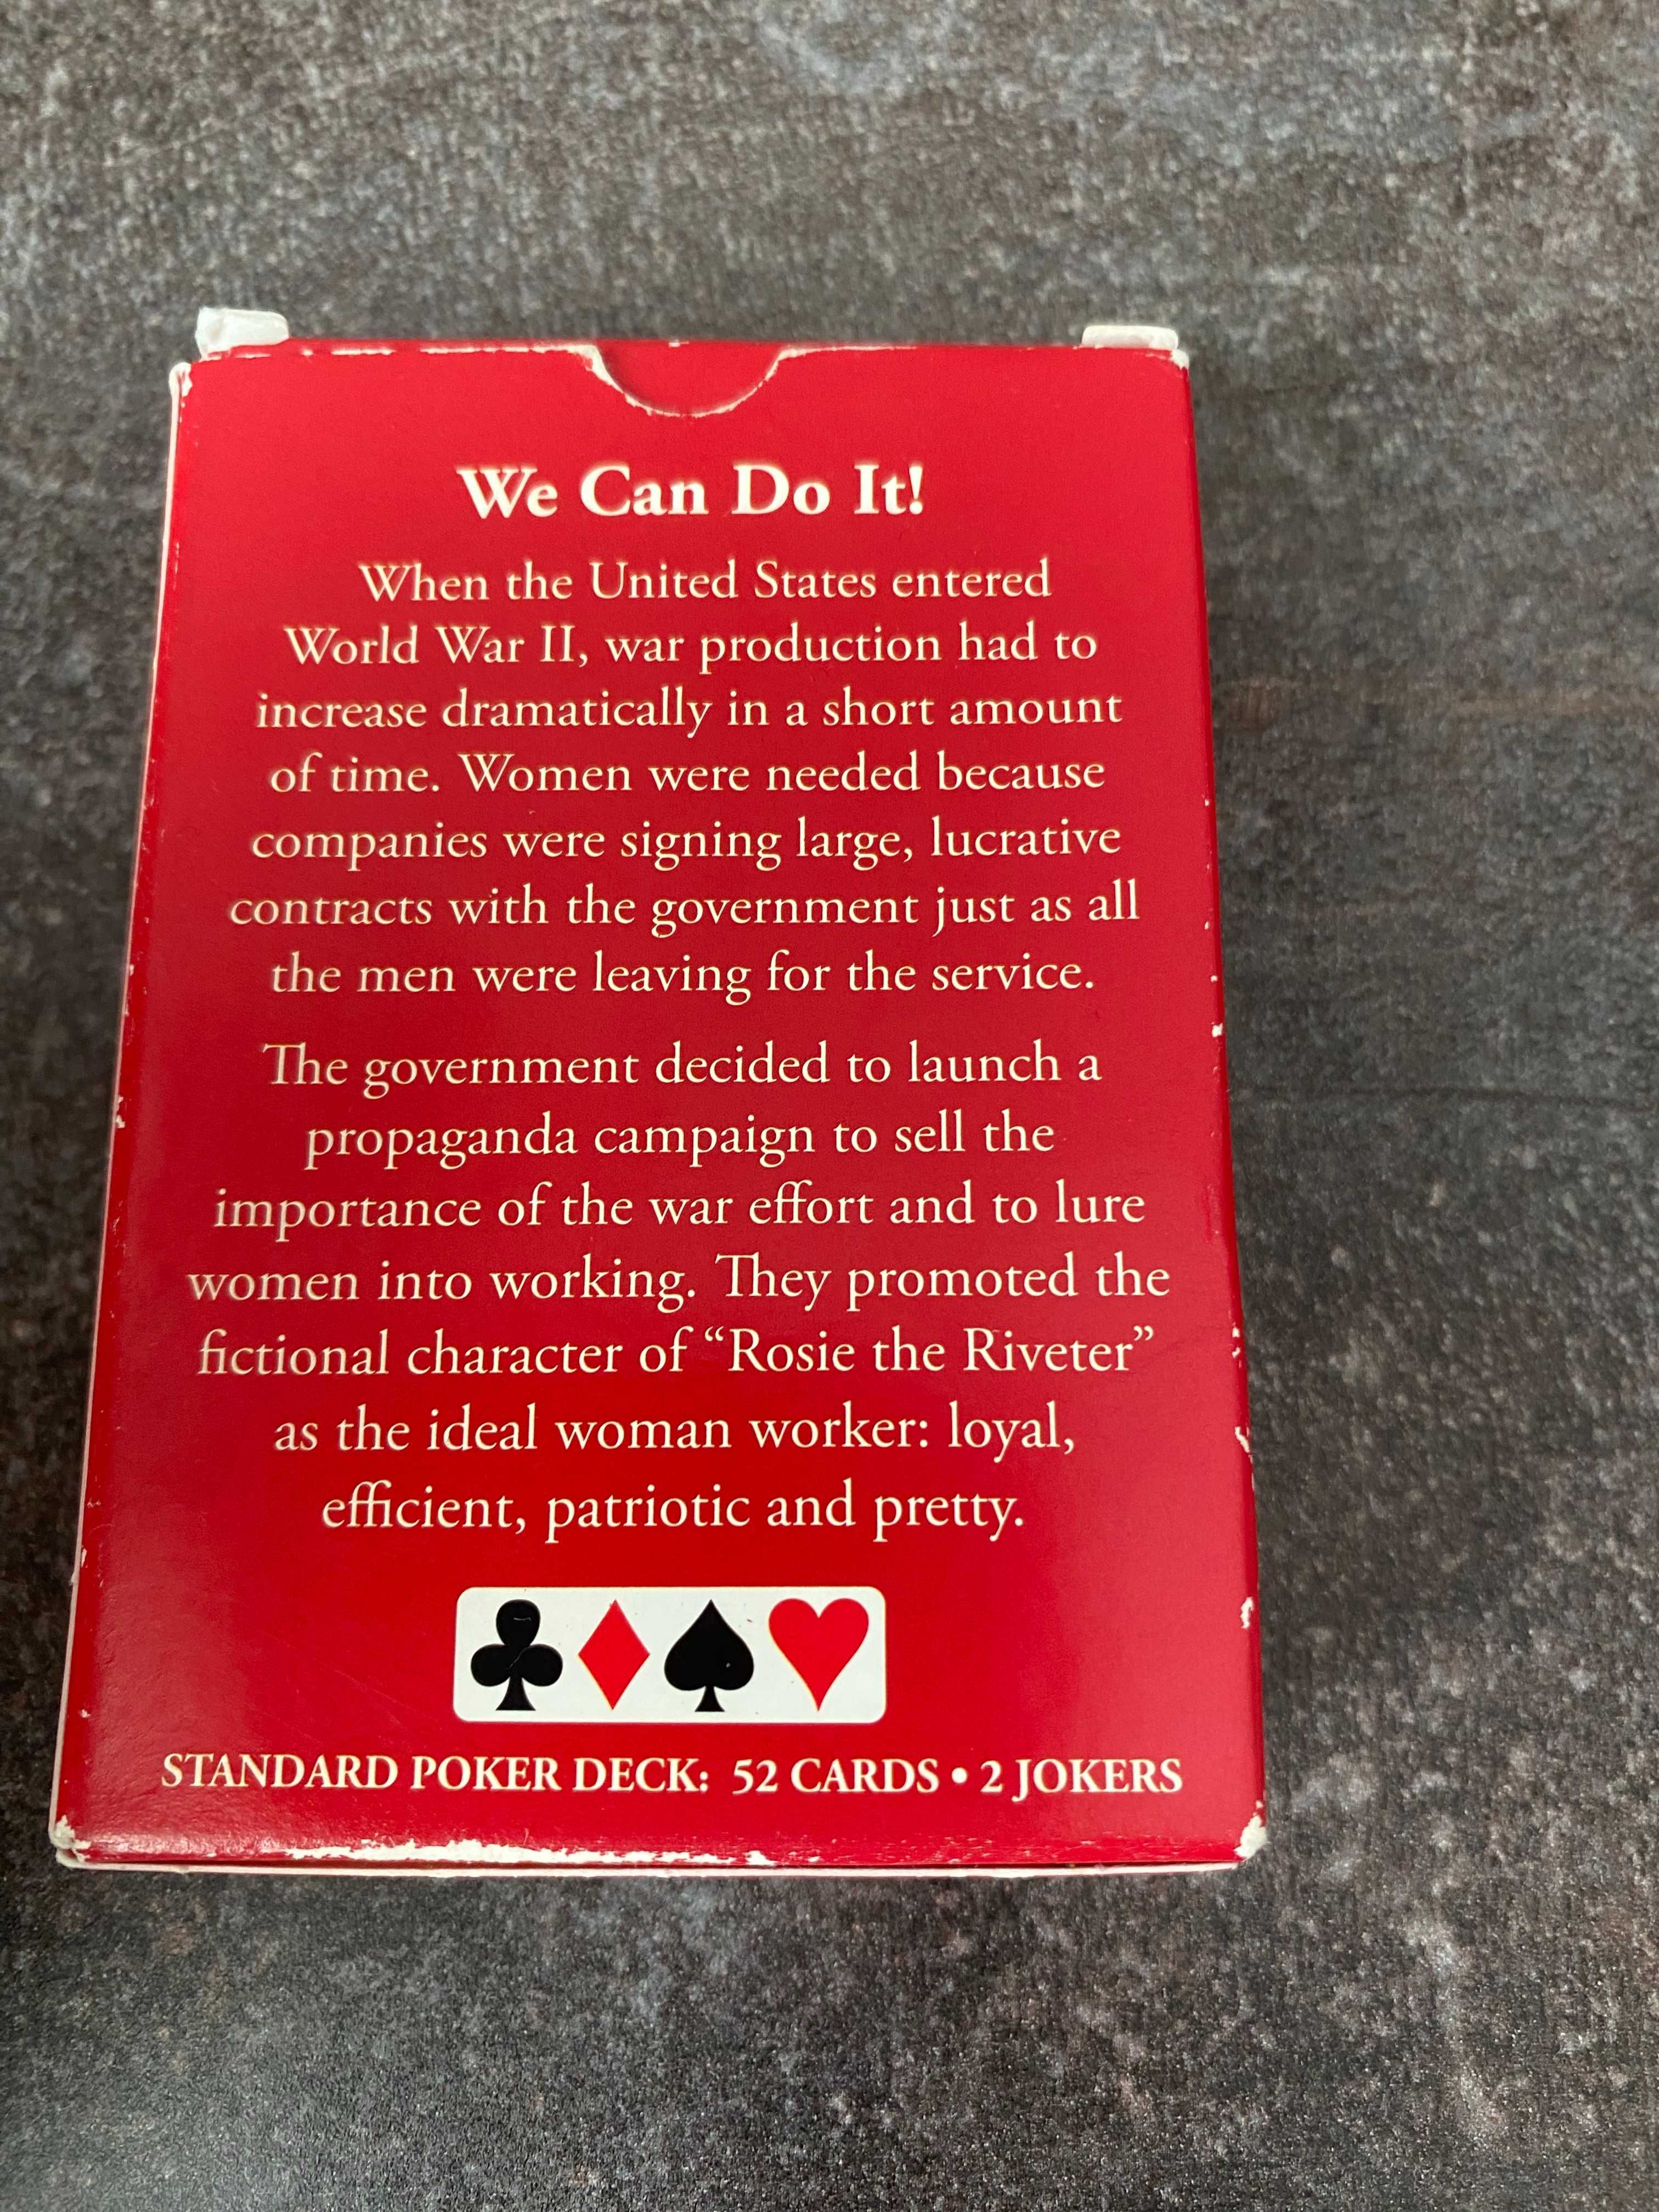 We Can Do It!
When the United States entered
World War II, war production had to
increase dramatically in a short amount
of time. Women were needed because
companies were signing large, lucrative
contracts with the government just as all
the men were leaving for the service.
The government decided to launch a
propaganda campaign to sell the
importance of the war effort and to lure
women into working. They promoted the
fictional character of “Rosie the Riveter”
as the ideal woman worker: loyal,
efficient, patriotic and pretty.
STANDARD POKER DECK: 52 CARDS • 2 JOKERS